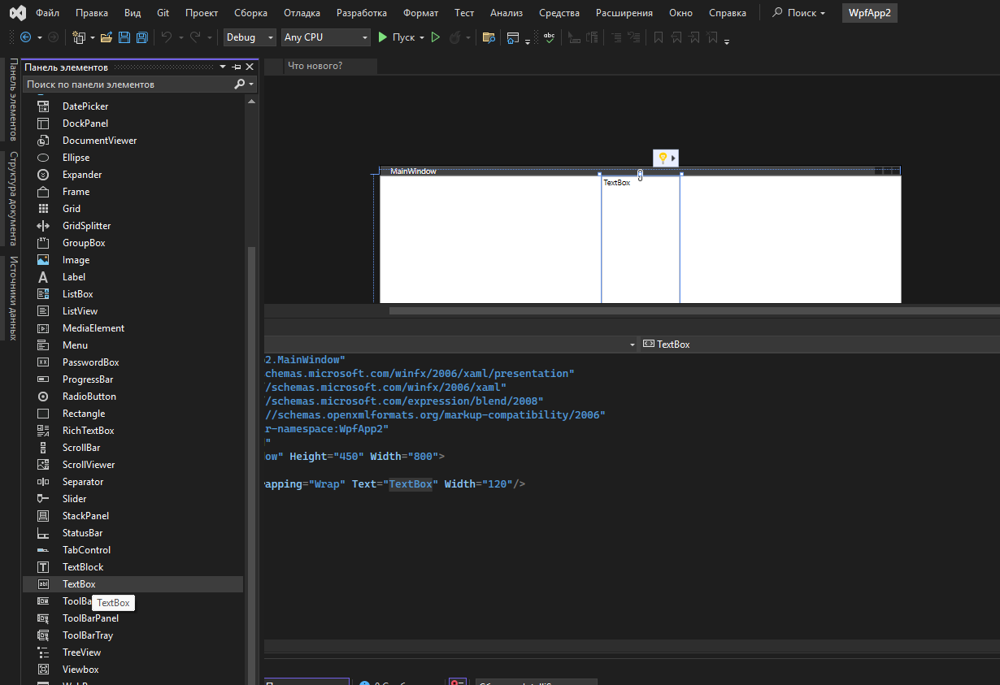 Файл Правка Вид Git Проект Сборка Отладка Разработка Формат Тест Анализ Средства Расширения Окно Справка Поиск WpfApp2
Debug Any CPU Пуск
Панель элементов
Структура документа
Источники данных
Панель элементов
Поиск по панели элементов
DatePicker
DockPanel
DocumentViewer
Ellipse
Expander
Frame
Grid
GridSplitter
GroupBox
Image
Label
ListBox
ListView
MediaElement
Menu
PasswordBox
ProgressBar
RadioButton
Rectangle
RichTextBox
ScrollBar
ScrollViewer
Separator
Slider
StackPanel
StatusBar
TabControl
TextBlock
TextBox
ToolBa
TextBox
ToolBarPanel
ToolBarTray
TreeView
Viewbox
Что нового?
MainWindow
TextBox
TextBox
2.MainWindow"
chemas.microsoft.com/winfx/2006/xaml/presentation"
/schemas.microsoft.com/winfx/2006/xaml"
/schemas.microsoft.com/expression/blend/2008"
//schemas.openxmlformats.org/markup-compatibility/2006"
r-namespace:WpfApp2"
"
ow" Height="450" Width="800">
apping="Wrap" Text="TextBox" Width="120"/>